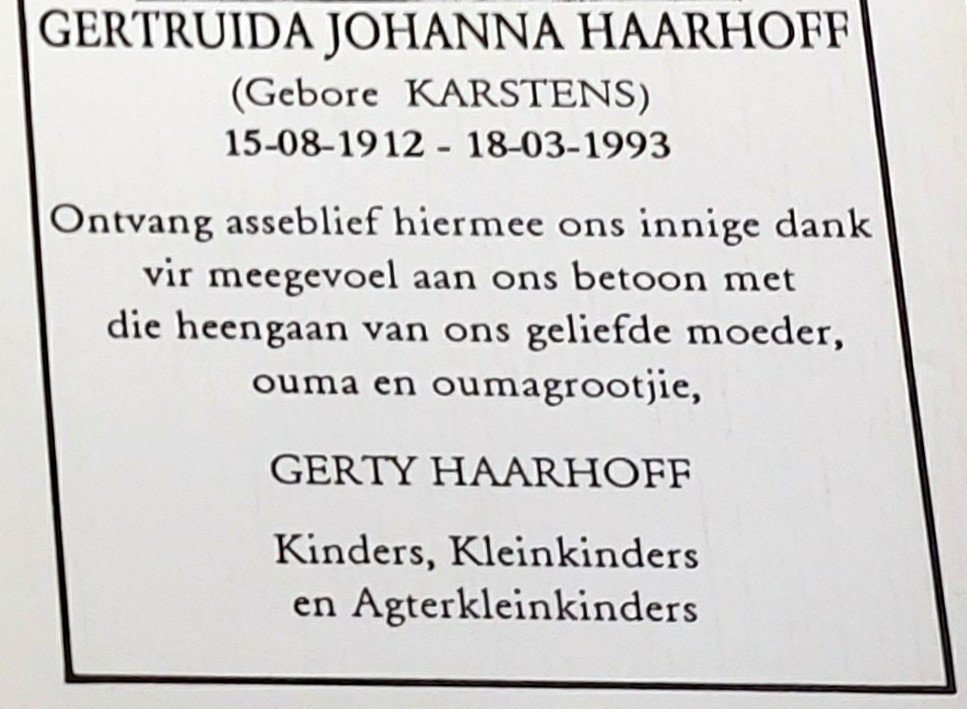 GERTRUIDA JOHANNA HAARHOFF
(Gebore KARSTENS)
15-08-1912 - 18-03-1993
Ontvang asseblief hiermee ons innige dank
vir meegevoel aan ons betoon met
die heengaan van ons geliefde moeder,
ouma en oumagrootjie,
GERTY HAARHOFF
Kinders, Kleinkinders
en Agterkleinkinders